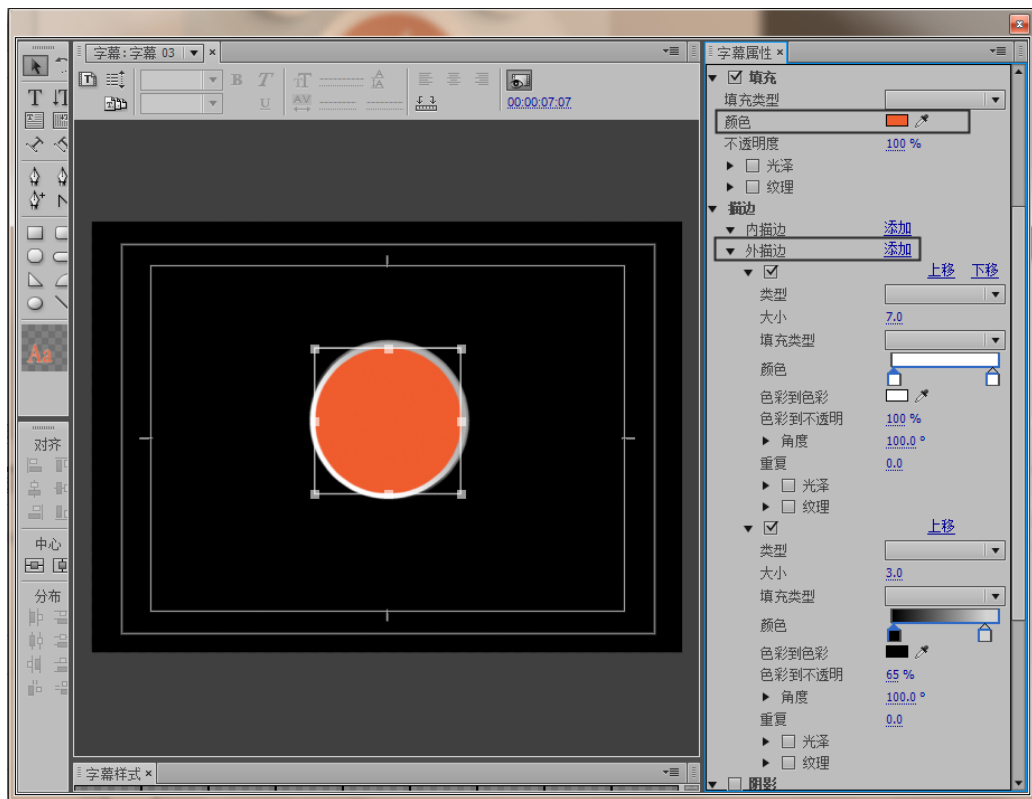 字幕:字幕 03
B T T A
T U AV
00:00:07:07
T IT
Aa
对齐
中心
分布
字幕样式
字幕属性
填充
填充类型
颜色
不透明度 100 %
光泽
纹理
描边
内描边 添加
外描边 添加
上移 下移
类型
大小 7.0
填充类型
颜色
色彩到色彩
色彩到不透明 100 %
角度 100.0 °
重复 0.0
光泽
纹理
上移
类型
大小 3.0
填充类型
颜色
色彩到色彩
色彩到不透明 65 %
角度 100.0 °
重复 0.0
光泽
纹理
阴影